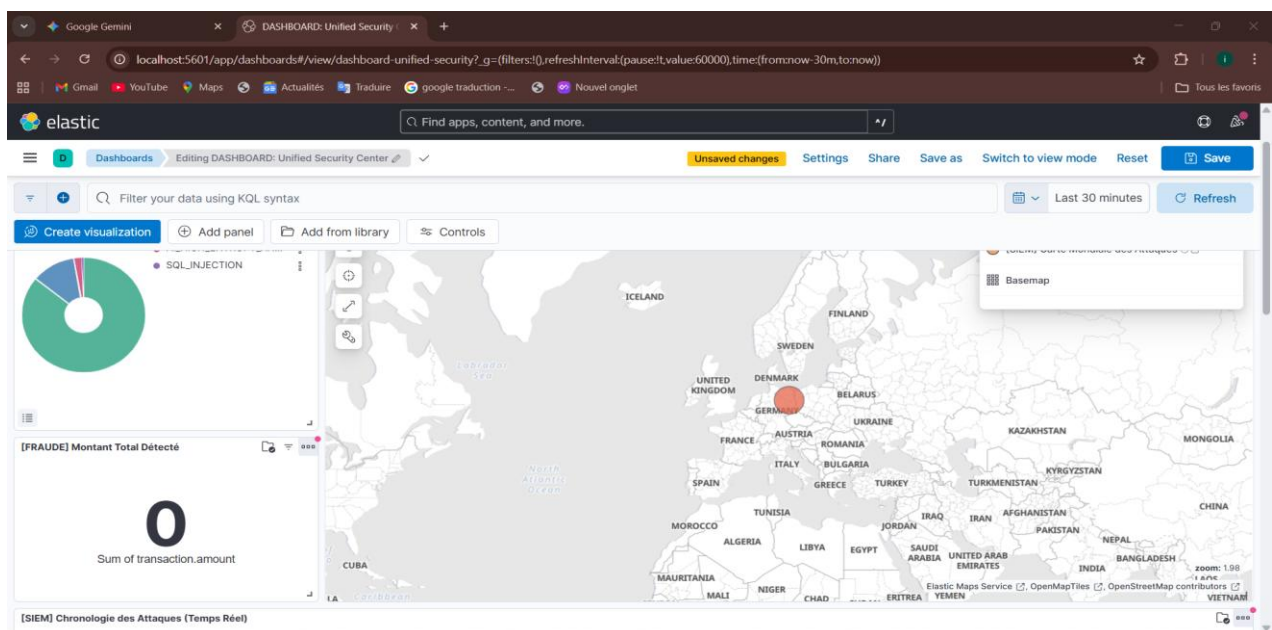 Google Gemini
DASHBOARD: Unified Security
localhost:5601/app/dashboards#/view/dashboard-unified-security?_g=(filters:!(),refreshInterval:(pause:!t,value:60000),time:(from:now-30m,to:now))
Gmail YouTube Maps Actualités Traduire google traduction -... Nouvel onglet Tous les favoris
elastic Find apps, content, and more. ^/
D Dashboards Editing DASHBOARD: Unified Security Center Unsaved changes Settings Share Save as Switch to view mode Reset Save
Filter your data using KQL syntax Last 30 minutes Refresh
Create visualization Add panel Add from library Controls
SQL_INJECTION
[SIEM] Carte Mondiale des Attaques
Basemap
ICELAND
FINLAND
SWEDEN
Labrador
Sea
UNITED
KINGDOM
DENMARK
BELARUS
UKRAINE
FRANCE
AUSTRIA
ROMANIA
KAZAKHSTAN
MONGOLIA
ITALY
BULGARIA
KYRGYZSTAN
SPAIN
GREECE
TURKEY
TURKMENISTAN
North
Atlantic
Ocean
TUNISIA
MOROCCO
IRAQ
IRAN
AFGHANISTAN
CHINA
JORDAN
PAKISTAN
ALGERIA
LIBYA
EGYPT
SAUDI
ARABIA
UNITED ARAB
EMIRATES
NEPAL
BANGLADESH
INDIA
CUBA
zoom: 1.98
MAURITANIA
MALI
NIGER
CHAD
ERITREA
YEMEN
Caribbean
Elastic Maps Service, OpenMapTiles, OpenStreetMap contributors
VIETNAM
[FRAUDE] Montant Total Détecté
0
Sum of transaction.amount
[SIEM] Chronologie des Attaques (Temps Réel)